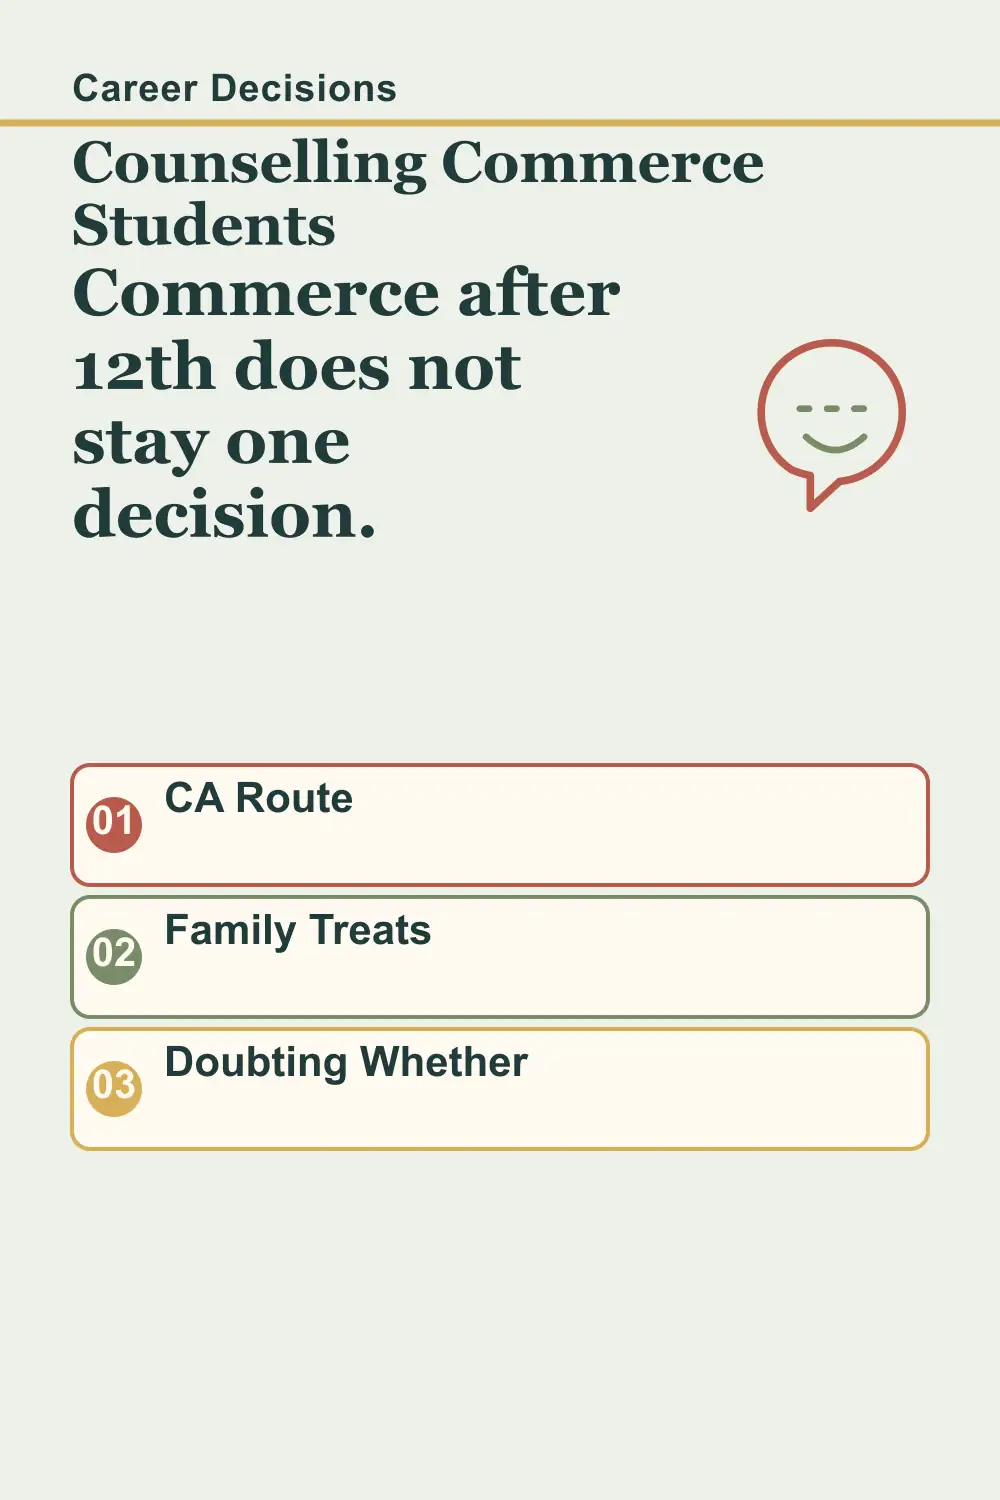 Career Decisions
Counselling Commerce
Students
Commerce after
12th does not
stay one
decision.
01 CA Route
02 Family Treats
03 Doubting Whether